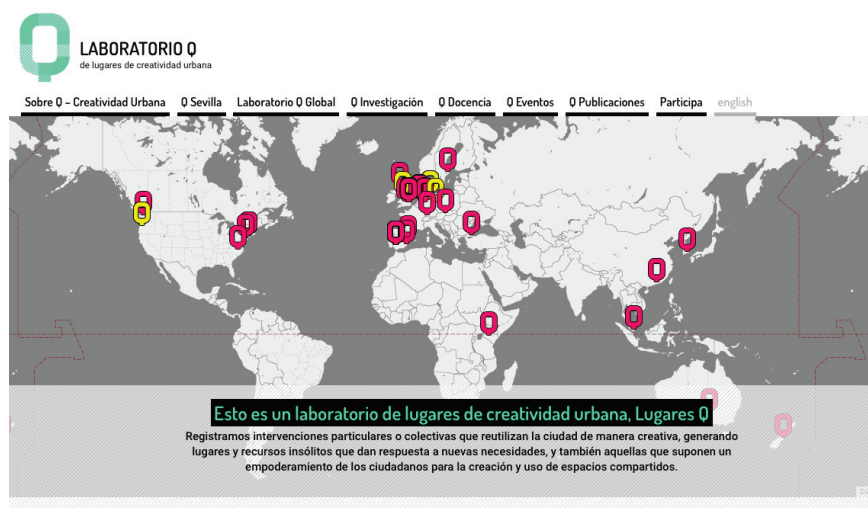 LABORATORIO Q
de lugares de creatividad urbana
Sobre Q – Creatividad Urbana Q Sevilla Laboratorio Q Global Q Investigación Q Docencia Q Eventos Q Publicaciones Participa english
Esto es un laboratorio de lugares de creatividad urbana, Lugares Q
Registramos intervenciones particulares o colectivas que reutilizan la ciudad de manera creativa, generando
lugares y recursos insólitos que dan respuesta a nuevas necesidades, y también aquellas que suponen un
empoderamiento de los ciudadanos para la creación y uso de espacios compartidos.